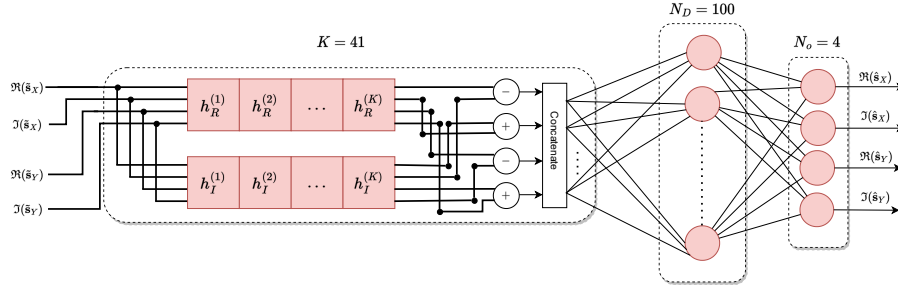 N_D = 100
K = 41
N_o = 4
ℜ(s̃_X)
ℑ(s̃_X)
ℜ(s̃_Y)
ℑ(s̃_Y)
h_R^(1) h_R^(2) ... h_R^(K)
h_I^(1) h_I^(2) ... h_I^(K)
−
+
−
+
Concatenate
ℜ(ŝ_X)
ℑ(ŝ_X)
ℜ(ŝ_Y)
ℑ(ŝ_Y)